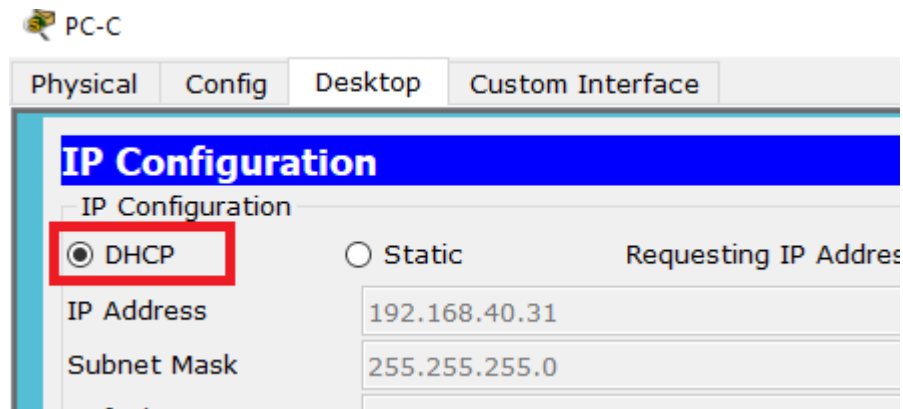 PC-C
Physical Config Desktop Custom Interface
IP Configuration
IP Configuration
DHCP Static Requesting IP Addres
IP Address 192.168.40.31
Subnet Mask 255.255.255.0